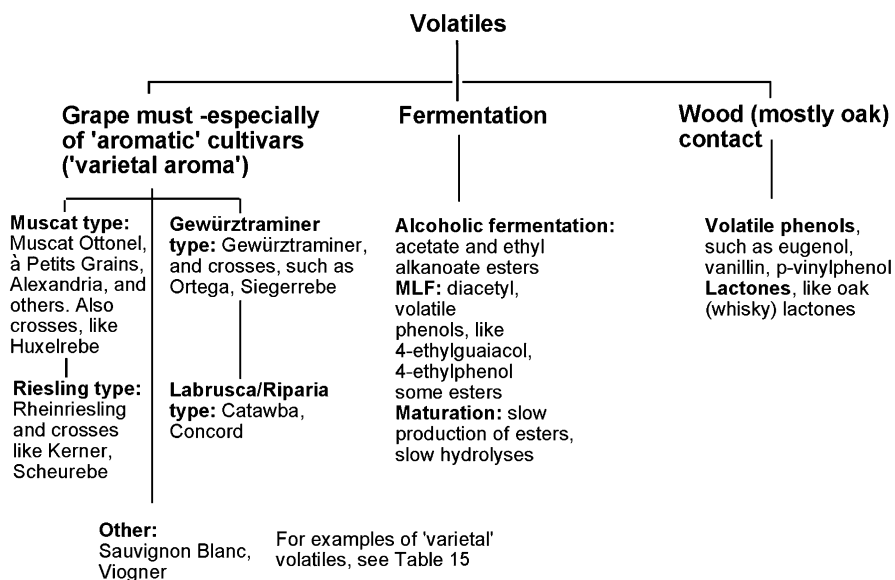 Volatiles
Grape must -especially
of 'aromatic' cultivars
('varietal aroma')
Muscat type:
Muscat Ottonel,
à Petits Grains,
Alexandria, and
others. Also
crosses, like
Huxelrebe
Riesling type:
Rheinriesling
and crosses
like Kerner,
Scheurebe
Gewürztraminer
type: Gewürztraminer,
and crosses, such as
Ortega, Siegerrebe
Labrusca/Riparia
type: Catawba,
Concord
Other:
Sauvignon Blanc,
Viogner
For examples of 'varietal'
volatiles, see Table 15
Fermentation
Alcoholic fermentation:
acetate and ethyl
alkanoate esters
MLF: diacetyl,
volatile
phenols, like
4-ethylguaiacol,
4-ethylphenol
some esters
Maturation: slow
production of esters,
slow hydrolyses
Wood (mostly oak)
contact
Volatile phenols,
such as eugenol,
vanillin, p-vinylphenol
Lactones, like oak
(whisky) lactones